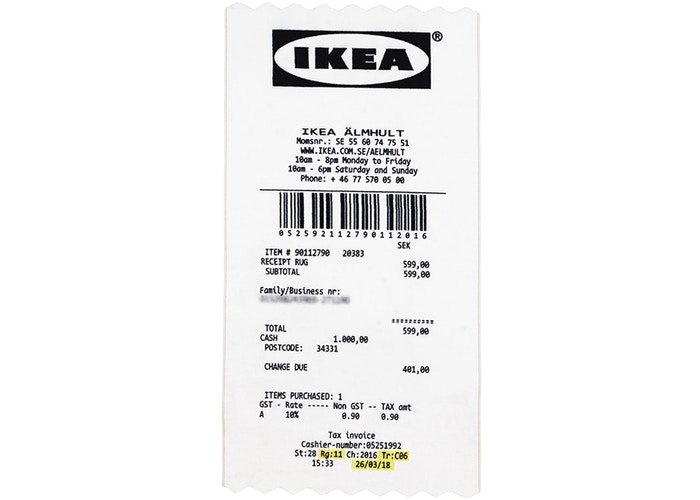 IKEA®
IKEA ÄLMHULT
Momsnr.: SE 55 60 74 75 51
WWW.IKEA.COM.SE/AELMHULT
10am - 8pm Monday to Friday
10am - 6pm Saturday and Sunday
Phone: + 46 77 570 0500
052592112790112016
SEK
ITEM # 90112790 20383
RECEIPT RUG 599,00
SUBTOTAL 599,00
Family/Business nr:
==========
TOTAL 599,00
CASH 1.000,00
POSTCODE: 34331
CHANGE DUE 401,00
ITEMS PURCHASED: 1
GST - Rate ----- Non GST -- TAX amt
A 10% 0.90 0.90
Tax invoice
Cashier-number:05251992
St:28 Rg:11 Ch:2016 Tr:C06
15:33 26/03/18